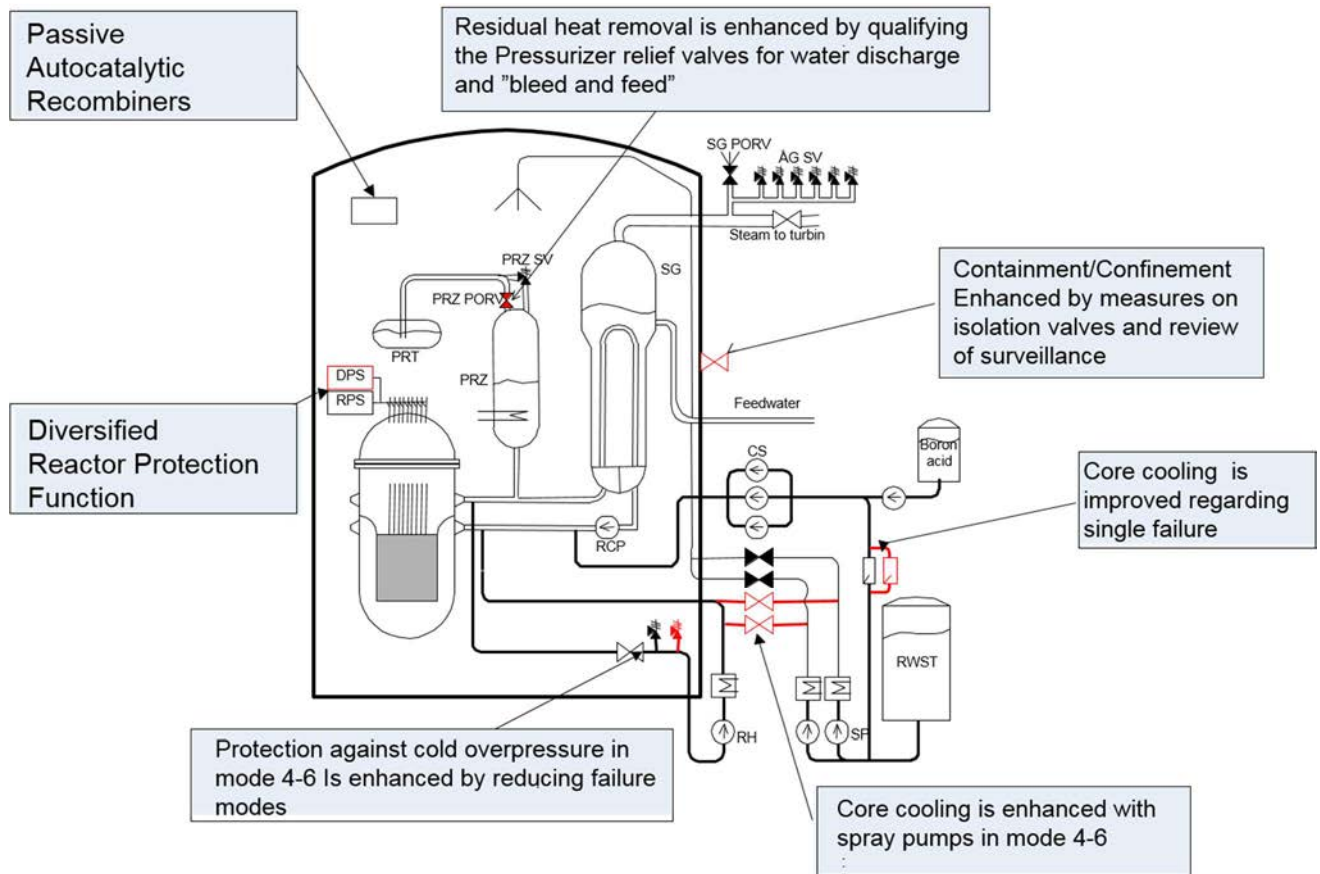 Passive
Autocatalytic
Recombiners
Residual heat removal is enhanced by qualifying
the Pressurizer relief valves for water discharge
and ”bleed and feed”
SG PORV
ÅG SV
Steam to turbin
PRZ SV
SG
PRZ PORV
PRT
PRZ
DPS
RPS
Feedwater
Containment/Confinement
Enhanced by measures on
isolation valves and review
of surveillance
Diversified
Reactor Protection
Function
CS
Boron
acid
Core cooling is
improved regarding
single failure
RCP
RWST
RH
SP
Protection against cold overpressure in
mode 4-6 Is enhanced by reducing failure
modes
Core cooling is enhanced with
spray pumps in mode 4-6